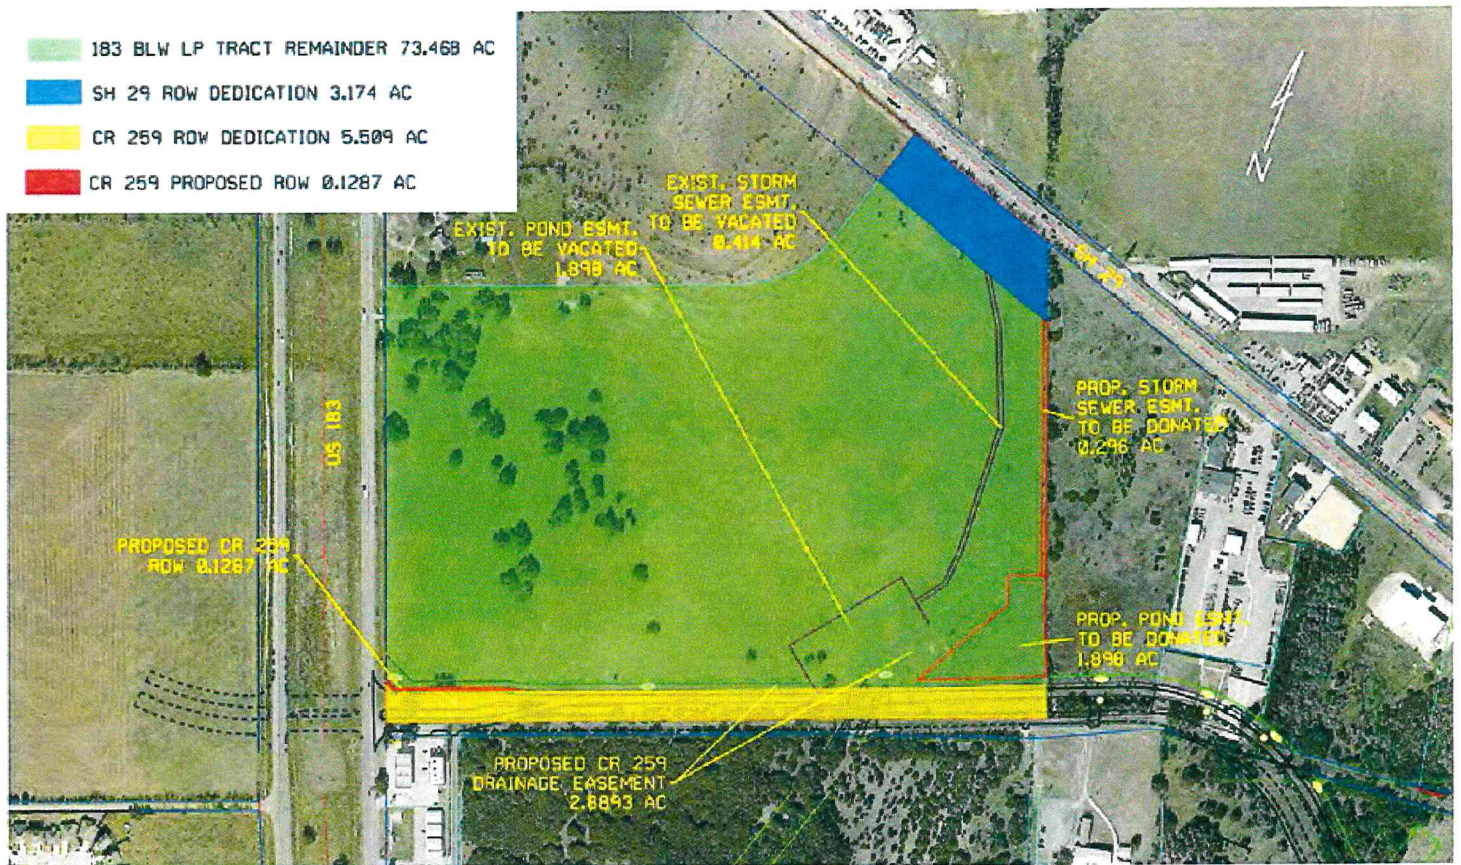 183 BLW LP TRACT REMAINDER 73.468 AC
SH 29 ROW DEDICATION 3.174 AC
CR 259 ROW DEDICATION 5.509 AC
CR 259 PROPOSED ROW 0.1287 AC
N
EXIST. STORM
SEWER ESMT.
TO BE VACATED
0.414 AC
EXIST. POND ESMT.
TO BE VACATED
1.898 AC
SH 29
US 183
PROP. STORM
SEWER ESMT.
TO BE DONATED
0.296 AC
PROPOSED CR 259
ROW 0.1287 AC
PROP. POND ESMT.
TO BE DONATED
1.898 AC
PROPOSED CR 259
DRAINAGE EASEMENT
2.8893 AC